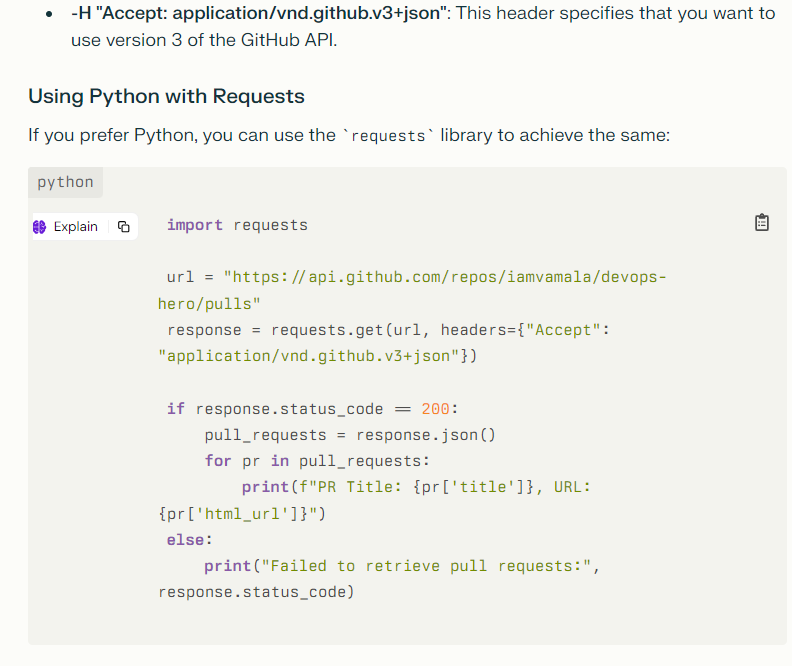 • -H "Accept: application/vnd.github.v3+json": This header specifies that you want to
use version 3 of the GitHub API.
Using Python with Requests
If you prefer Python, you can use the `requests` library to achieve the same:
python
Explain
import requests
url = "https://api.github.com/repos/iamvamala/devops-
hero/pulls"
response = requests.get(url, headers={"Accept":
"application/vnd.github.v3+json"})
if response.status_code == 200:
pull_requests = response.json()
for pr in pull_requests:
print(f"PR Title: {pr['title']}, URL:
{pr['html_url']}")
else:
print("Failed to retrieve pull requests:",
response.status_code)